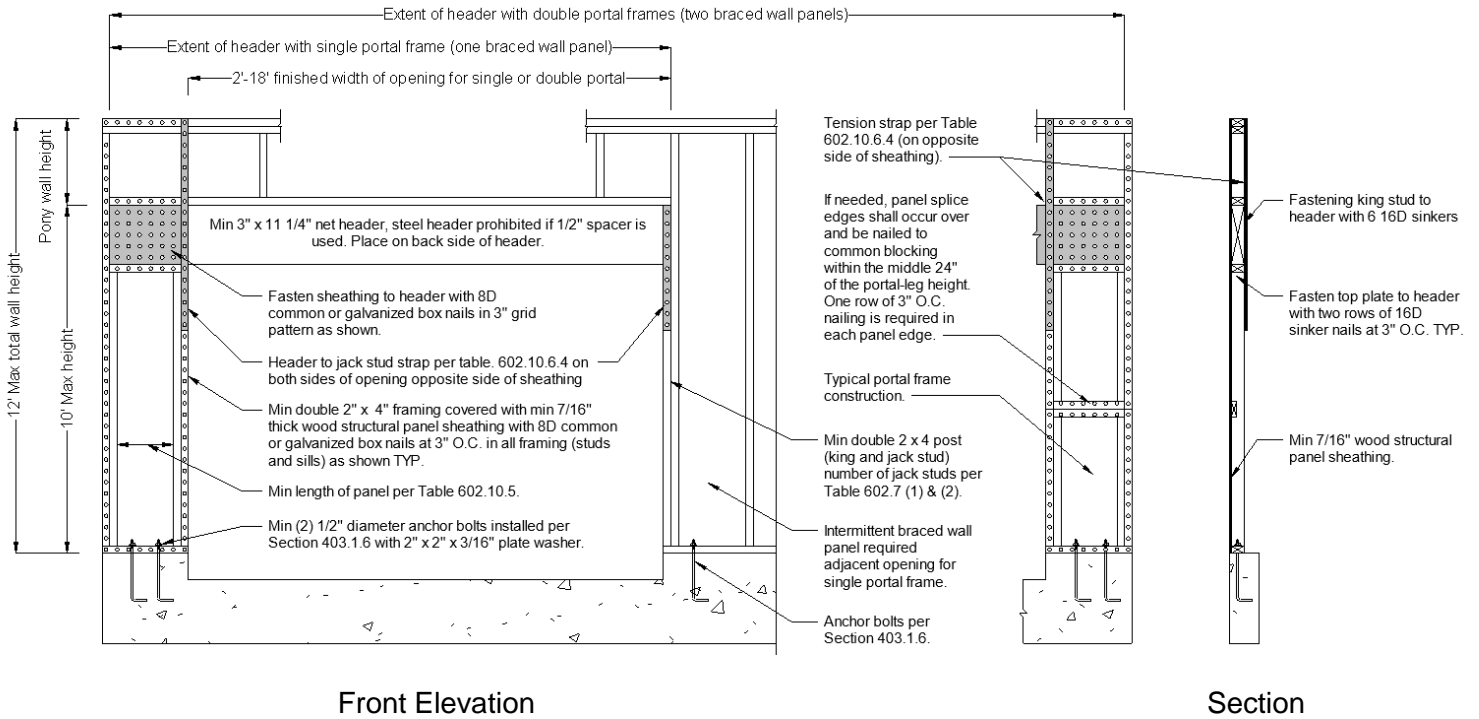 Extent of header with double portal frames (two braced wall panels)
Extent of header with single portal frame (one braced wall panel)
2'-18' finished width of opening for single or double portal
12' Max total wall height
Pony wall height
10' Max height
Min 3" x 11 1/4" net header, steel header prohibited if 1/2" spacer is
used. Place on back side of header.
Fasten sheathing to header with 8D
common or galvanized box nails in 3" grid
pattern as shown.
Header to jack stud strap per table. 602.10.6.4 on
both sides of opening opposite side of sheathing
Min double 2" x 4" framing covered with min 7/16"
thick wood structural panel sheathing with 8D common
or galvanized box nails at 3" O.C. in all framing (studs
and sills) as shown TYP.
Min length of panel per Table 602.10.5.
Min (2) 1/2" diameter anchor bolts installed per
Section 403.1.6 with 2" x 2" x 3/16" plate washer.
Tension strap per Table
602.10.6.4 (on opposite
side of sheathing).
If needed, panel splice
edges shall occur over
and be nailed to
common blocking
within the middle 24"
of the portal-leg height.
One row of 3" O.C.
nailing is required in
each panel edge.
Typical portal frame
construction.
Min double 2 x 4 post
(king and jack stud)
number of jack studs per
Table 602.7 (1) & (2).
Intermittent braced wall
panel required
adjacent opening for
single portal frame.
Anchor bolts per
Section 403.1.6.
Fastening king stud to
header with 6 16D sinkers
Fasten top plate to header
with two rows of 16D
sinker nails at 3" O.C. TYP.
Min 7/16" wood structural
panel sheathing.
Front Elevation
Section